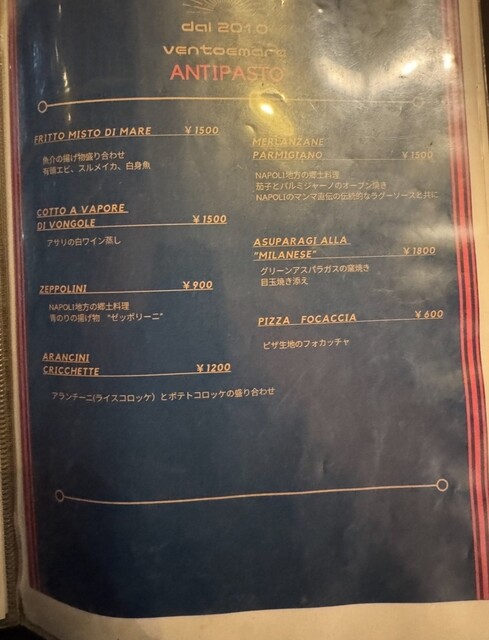 dal 2010
ventoemare
ANTIPASTO
FRITTO MISTO DI MARE ￥1500
魚介の揚げ物盛り合わせ
有頭エビ、スルメイカ、白身魚
COTTO A VAPORE
DI VONGOLE ￥1500
アサリの白ワイン蒸し
ZEPPOLINI ￥900
NAPOLI地方の郷土料理
青のりの揚げ物 "ゼッポリーニ"
ARANCINI
CRICCHETTE ￥1200
アランチーニ(ライスコロッケ）とポテトコロッケの盛り合わせ
MERLANZANE
PARMIGIANO ￥1500
NAPOLI地方の郷土料理
茄子とパルミジャーノのオーブン焼き
NAPOLIのマンマ直伝の伝統的なラグーソースと共に
ASUPARAGI ALLA
"MILANESE" ￥1800
グリーンアスパラガスの窯焼き
目玉焼き添え
PIZZA FOCACCIA ￥600
ピザ生地のフォカッチャ